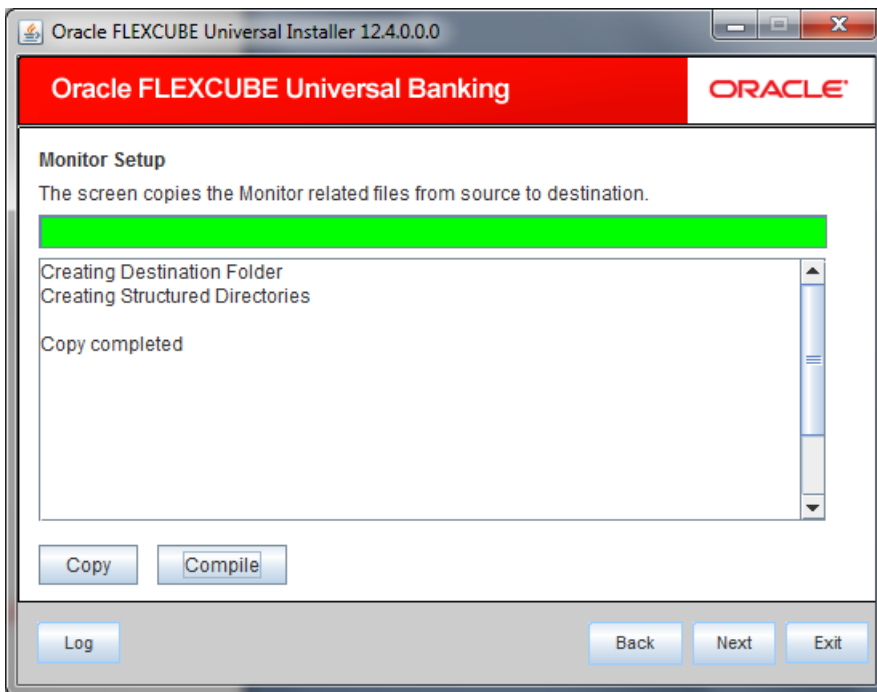 Oracle FLEXCUBE Universal Installer 12.4.0.0.0
Oracle FLEXCUBE Universal Banking
ORACLE®
Monitor Setup
The screen copies the Monitor related files from source to destination.
Creating Destination Folder
Creating Structured Directories
Copy completed
Copy
Compile
Log
Back
Next
Exit